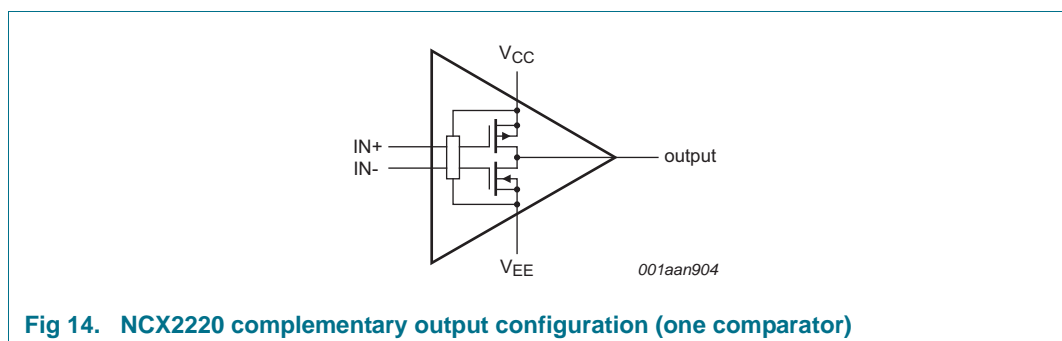 VCC
IN+
IN-
output
VEE
001aan904
Fig 14. NCX2220 complementary output configuration (one comparator)